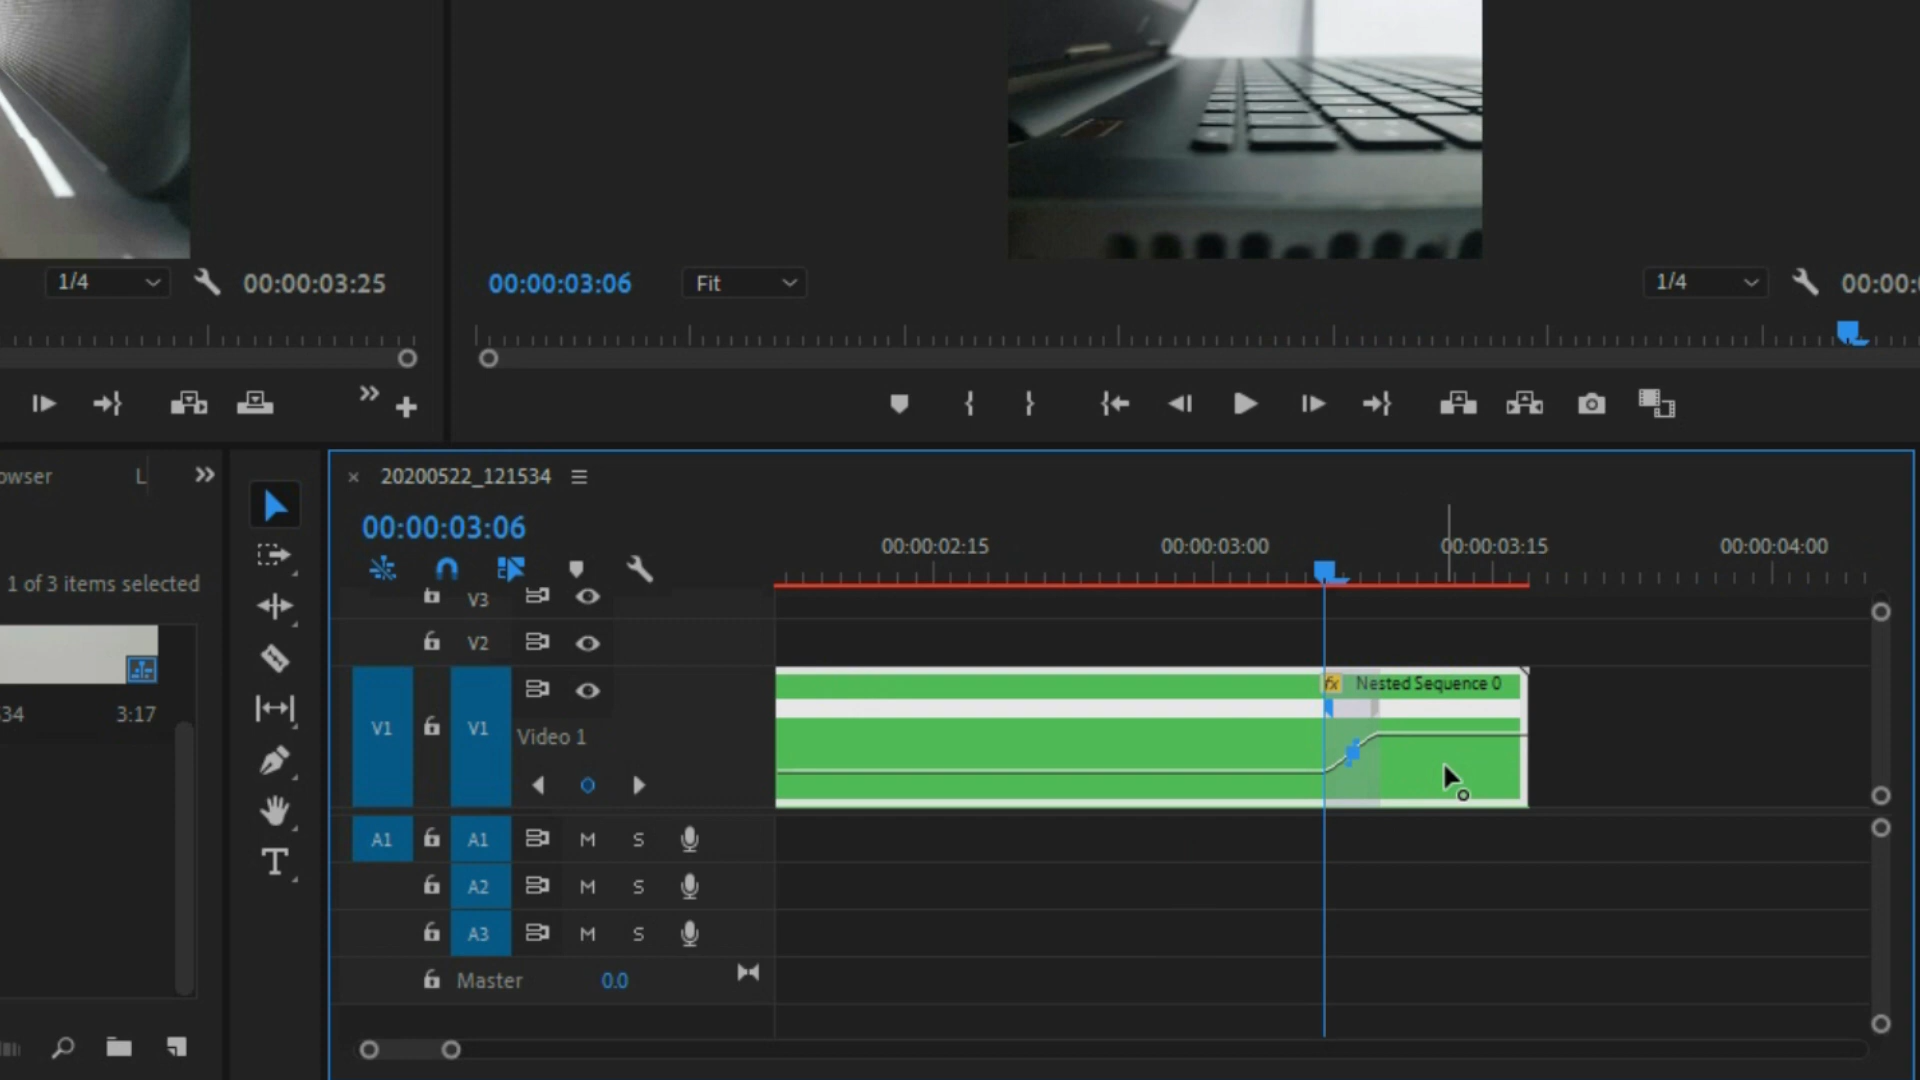 1/4
00:00:03:25
00:00:03:06
Fit
1/4
00:00:
owser
L
20200522_121534
00:00:03:06
00:00:02:15
00:00:03:00
00:00:03:15
00:00:04:00
1 of 3 items selected
34
3:17
V3
V2
V1
V1
Video 1
fx Nested Sequence 0
A1
A1
M
S
A2
M
S
A3
M
S
Master
0.0
T